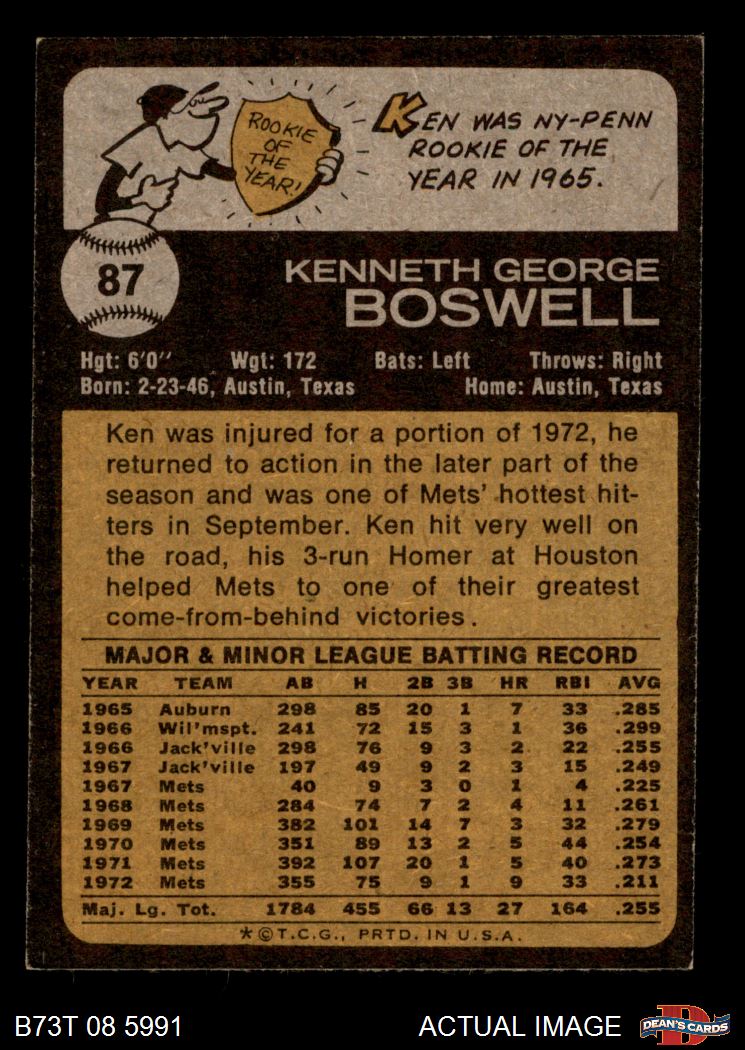 ROOKIE
OF
THE
YEAR!
KEN WAS NY-PENN
ROOKIE OF THE
YEAR IN 1965.
87
KENNETH GEORGE
BOSWELL
Hgt: 6'0" Wgt: 172 Bats: Left Throws: Right
Born: 2-23-46, Austin, Texas Home: Austin, Texas
Ken was injured for a portion of 1972, he
returned to action in the later part of the
season and was one of Mets' hottest hit-
ters in September. Ken hit very well on
the road, his 3-run Homer at Houston
helped Mets to one of their greatest
come-from-behind victories.
MAJOR & MINOR LEAGUE BATTING RECORD
YEAR TEAM AB H 2B 3B HR RBI AVG
1965 Auburn 298 85 20 1 7 33 .285
1966 Wil'mspt. 241 72 15 3 1 36 .299
1966 Jack'ville 298 76 9 3 2 22 .255
1967 Jack'ville 197 49 9 2 3 15 .249
1967 Mets 40 9 3 0 1 4 .225
1968 Mets 284 74 7 2 4 11 .261
1969 Mets 382 101 14 7 3 32 .279
1970 Mets 351 89 13 2 5 44 .254
1971 Mets 392 107 20 1 5 40 .273
1972 Mets 355 75 9 1 9 33 .211
Maj. Lg. Tot. 1784 455 66 13 27 164 .255
*©T.C.G., PRTD. IN U.S.A.
B73T 08 5991 ACTUAL IMAGE D DEAN'S CARDS